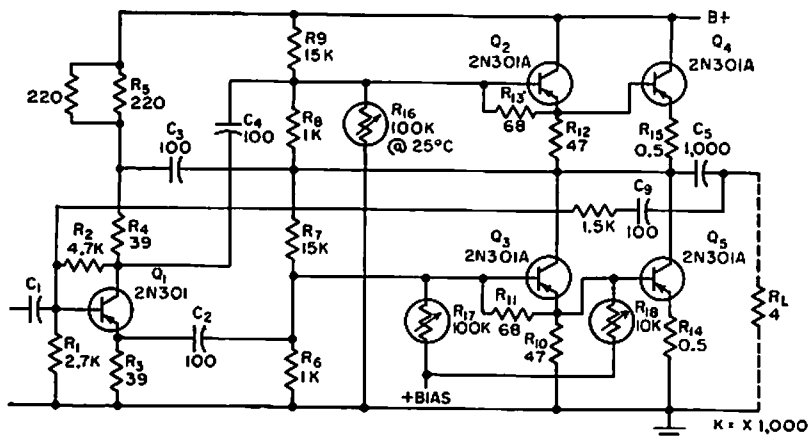 B+
R9
15K
Q2
2N301A
Q4
2N301A
220
R5
220
C4
100
R8
1K
R16
100K
@ 25°C
R13
68
R12
47
R15
0.5
C5
1,000
C3
100
R2
4.7K
R4
39
R7
15K
1.5K
C9
100
Q1
2N301
Q3
2N301A
Q5
2N301A
C1
R1
2.7K
R3
39
C2
100
R6
1K
R17
100K
R11
68
R10
47
R18
10K
R14
0.5
RL
4
+BIAS
K = X 1,000